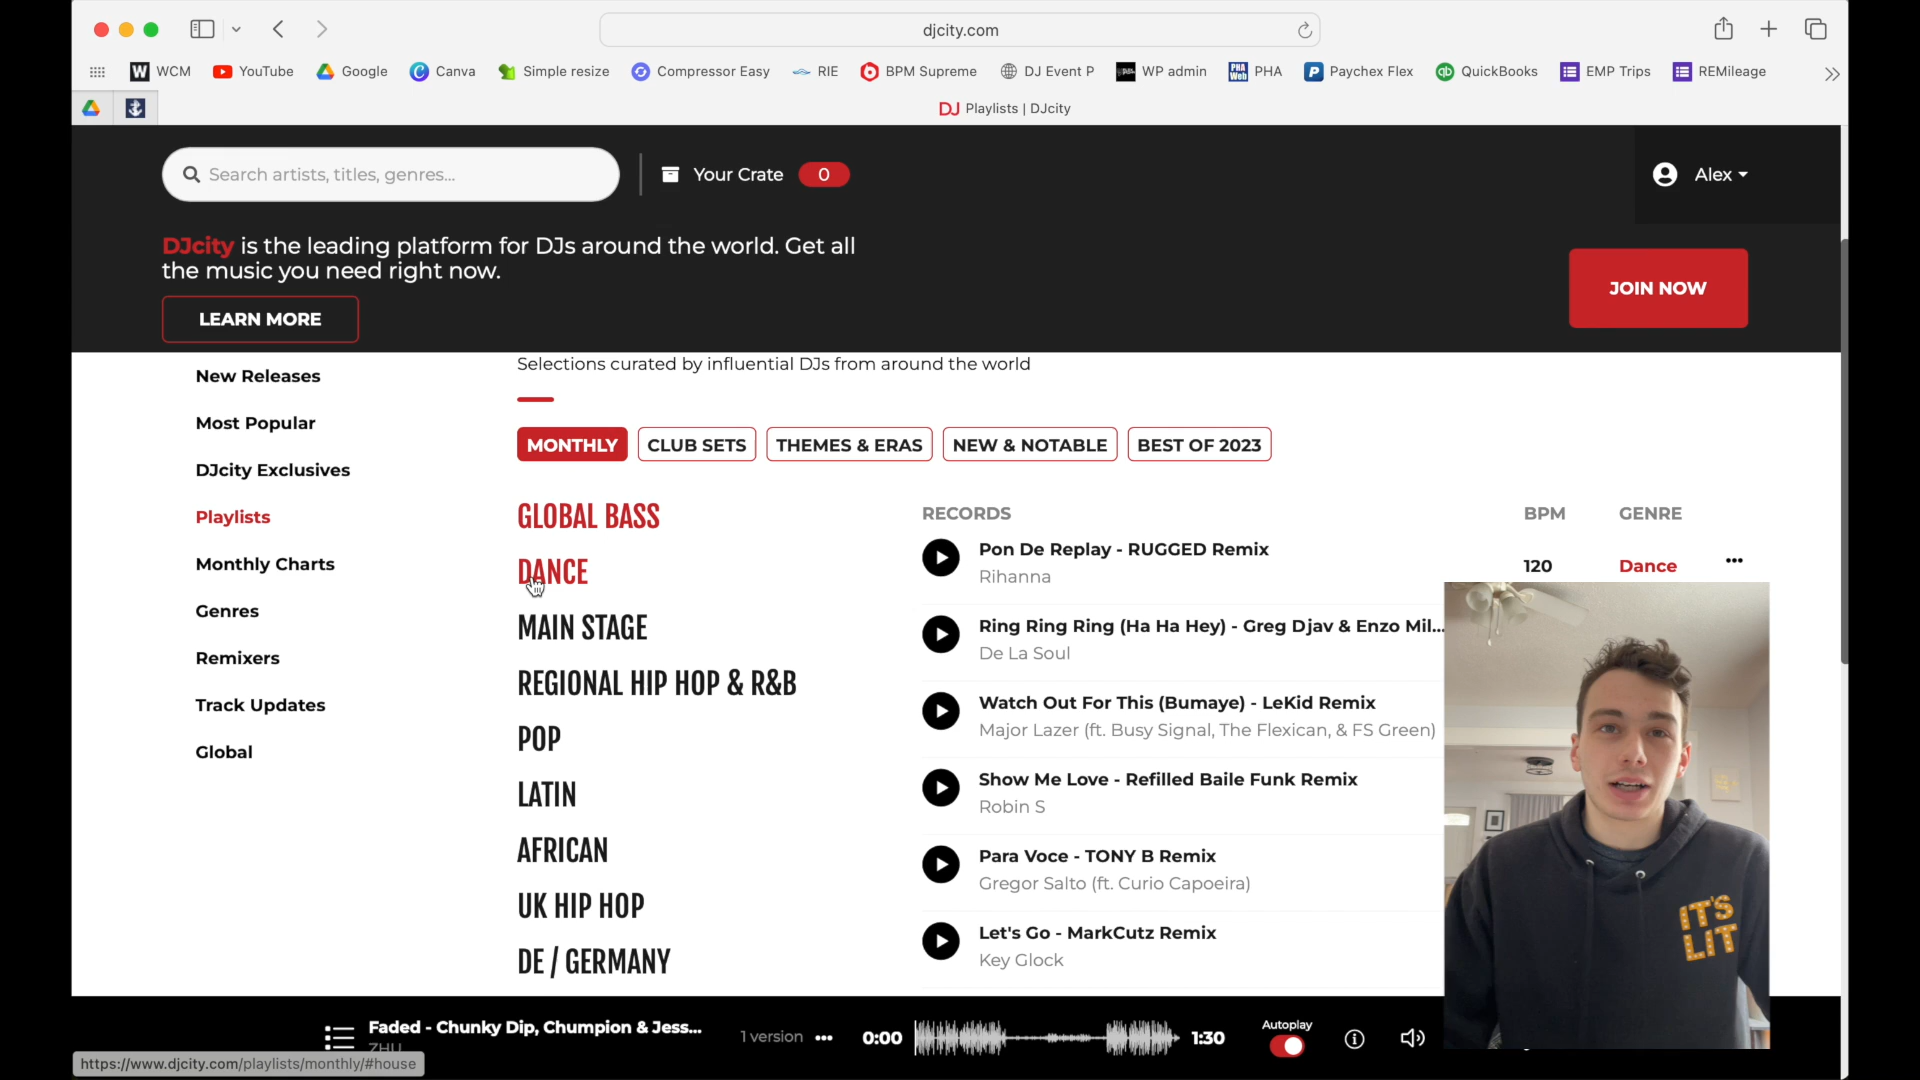 djcity.com
WCM
YouTube
Google
Canva
Simple resize
Compressor Easy
RIE
BPM Supreme
DJ Event P
WP admin
PHA
Paychex Flex
QuickBooks
EMP Trips
REMileage
DJ Playlists | DJcity
Search artists, titles, genres...
Your Crate 0
Alex
DJcity is the leading platform for DJs around the world. Get all
the music you need right now.
LEARN MORE
JOIN NOW
Selections curated by influential DJs from around the world
New Releases
Most Popular
DJcity Exclusives
Playlists
Monthly Charts
Genres
Remixers
Track Updates
Global
MONTHLY
CLUB SETS
THEMES & ERAS
NEW & NOTABLE
BEST OF 2023
GLOBAL BASS
DANCE
MAIN STAGE
REGIONAL HIP HOP & R&B
POP
LATIN
AFRICAN
UK HIP HOP
DE / GERMANY
RECORDS BPM GENRE
Pon De Replay - RUGGED Remix
Rihanna
120 Dance
Ring Ring Ring (Ha Ha Hey) - Greg Djav & Enzo Mil...
De La Soul
Watch Out For This (Bumaye) - LeKid Remix
Major Lazer (ft. Busy Signal, The Flexican, & FS Green)
Show Me Love - Refilled Baile Funk Remix
Robin S
Para Voce - TONY B Remix
Gregor Salto (ft. Curio Capoeira)
Let's Go - MarkCutz Remix
Key Glock
IT'S
LIT
Faded - Chunky Dip, Chumpion & Jess...
ZHU
1 version
0:00
1:30
Autoplay
https://www.djcity.com/playlists/monthly/#house